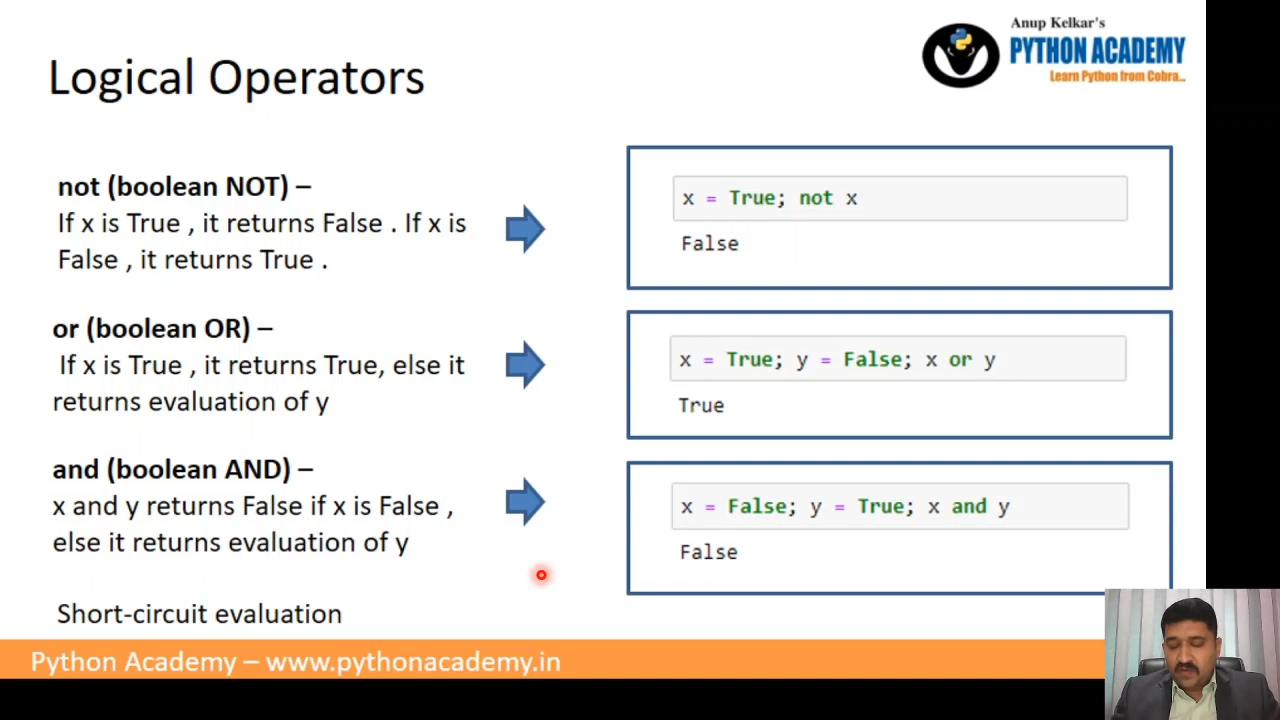 Anup Kelkar's
PYTHON ACADEMY
Learn Python from Cobra...
Logical Operators
not (boolean NOT) –
If x is True , it returns False . If x is
False , it returns True .
x = True; not x
False
or (boolean OR) –
If x is True , it returns True, else it
returns evaluation of y
x = True; y = False; x or y
True
and (boolean AND) –
x and y returns False if x is False ,
else it returns evaluation of y
x = False; y = True; x and y
False
Short-circuit evaluation
Python Academy – www.pythonacademy.in